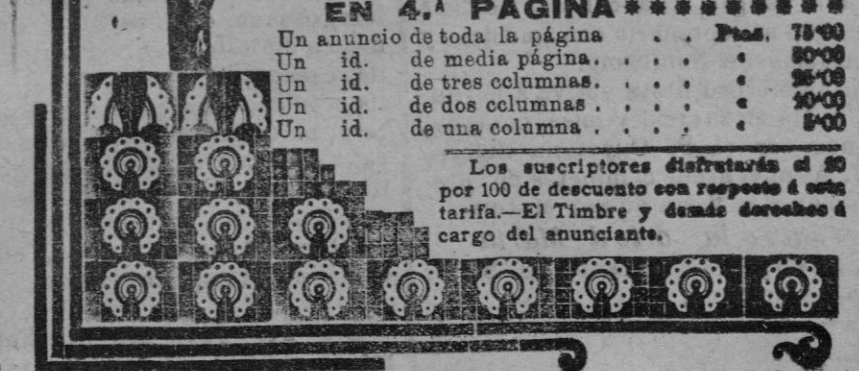 EN 4.ª PAGINA
Un anuncio de toda la página . . Ptas. 75'00
Un id. de media página. . . . « 50'00
Un id. de tres columnas. . . . « 25'00
Un id. de dos columnas . . . . « 10'00
Un id. de una columna . . . . « 5'00
Los suscriptores disfrutarán el 20
por 100 de descuento con respecto á esta
tarifa.—El Timbre y demás derechos á
cargo del anunciante.